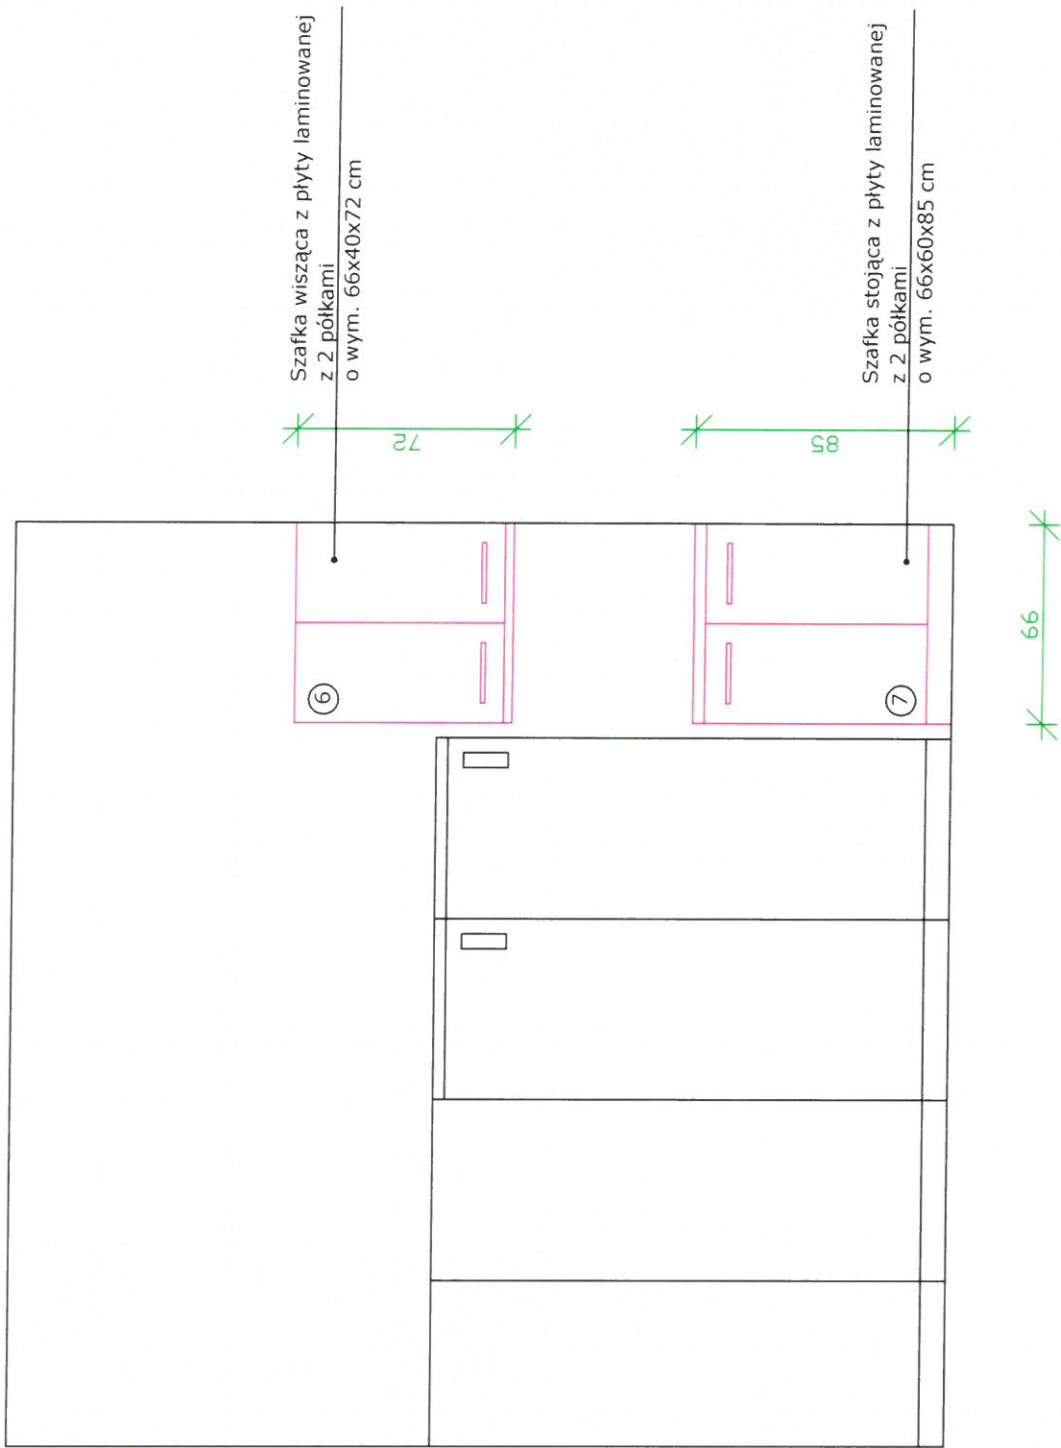 Szafka wisząca z płyty laminowanej
z 2 półkami
o wym. 66x40x72 cm
72
6
Szafka stojąca z płyty laminowanej
z 2 półkami
o wym. 66x60x85 cm
85
7
66